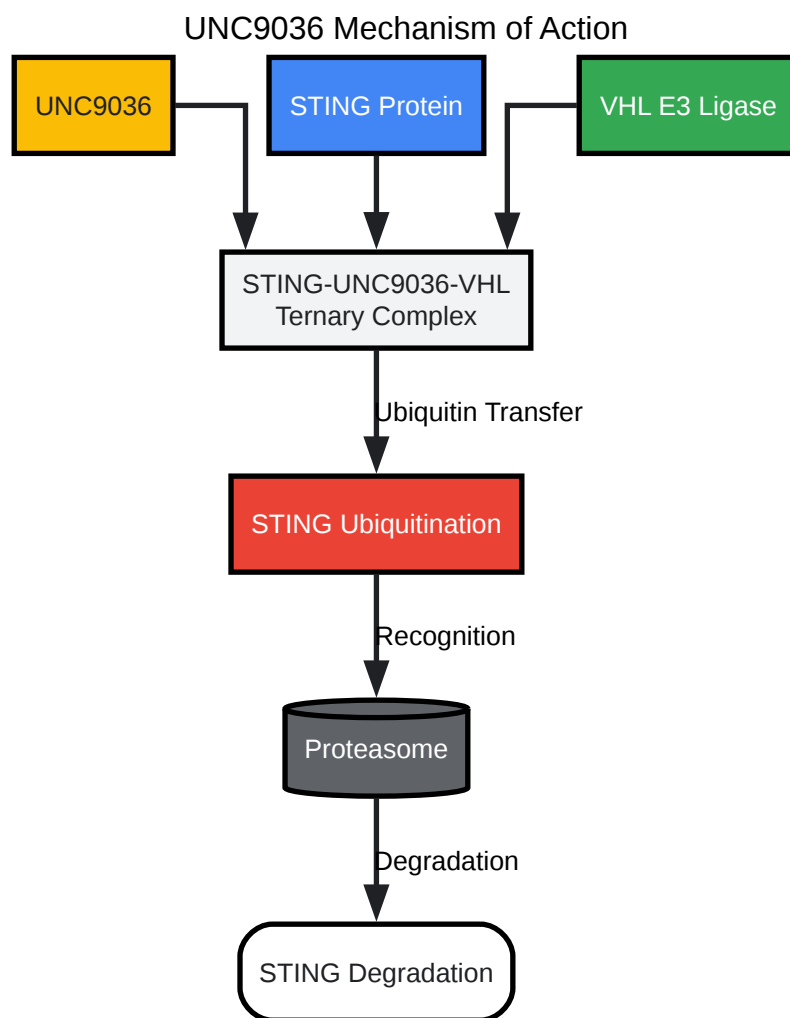 UNC9036 Mechanism of Action
UNC9036
STING Protein
VHL E3 Ligase
STING-UNC9036-VHL
Ternary Complex
Ubiquitin Transfer
STING Ubiquitination
Recognition
Proteasome
Degradation
STING Degradation